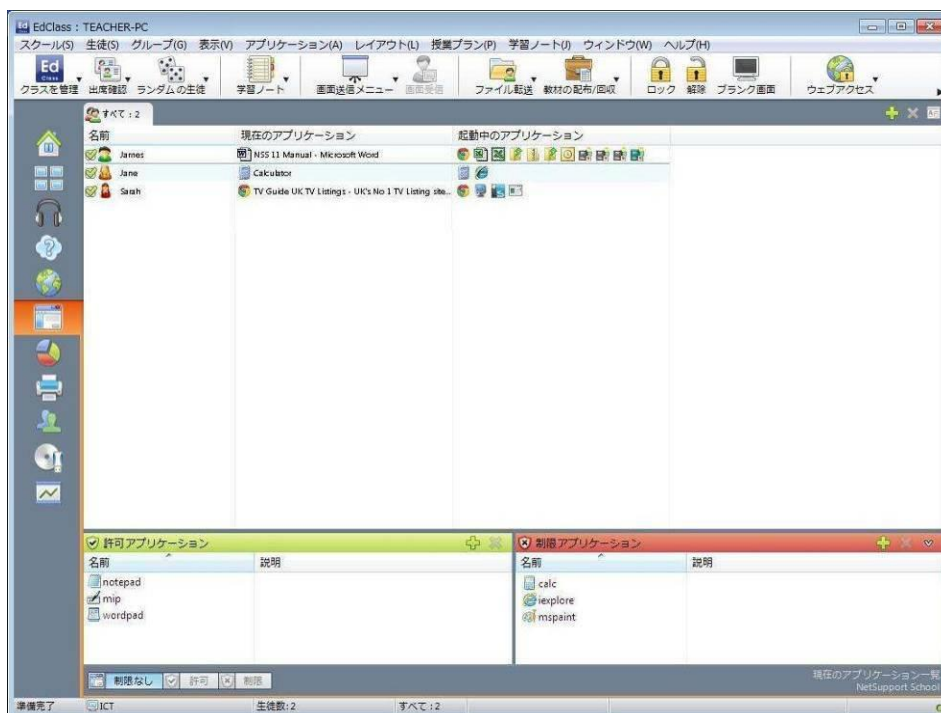 EdClass : TEACHER-PC
スクール(S) 生徒(S) グループ(G) 表示(V) アプリケーション(A) レイアウト(L) 授業プラン(P) 学習ノート(J) ウィンドウ(W) ヘルプ(H)
Ed
Class
クラスを管理 出席確認 ランダムの生徒 学習ノート 画面送信メニュー 画面受信 ファイル転送 教材の配布/回収 ロック 解除 ブランク画面 ウェブアクセス
すべて : 2
名前 現在のアプリケーション 起動中のアプリケーション
James NSS 11 Manual - Microsoft Word
Jane Calculator
Sarah TV Guide UK TV Listings - UK's No 1 TV Listing site...
許可アプリケーション 制限アプリケーション
名前 説明 名前 説明
notepad calc
mip iexplore
wordpad mspaint
制限なし 許可 制限
現在のアプリケーション一覧
NetSupport School
準備完了 ICT 生徒数:2 すべて:2